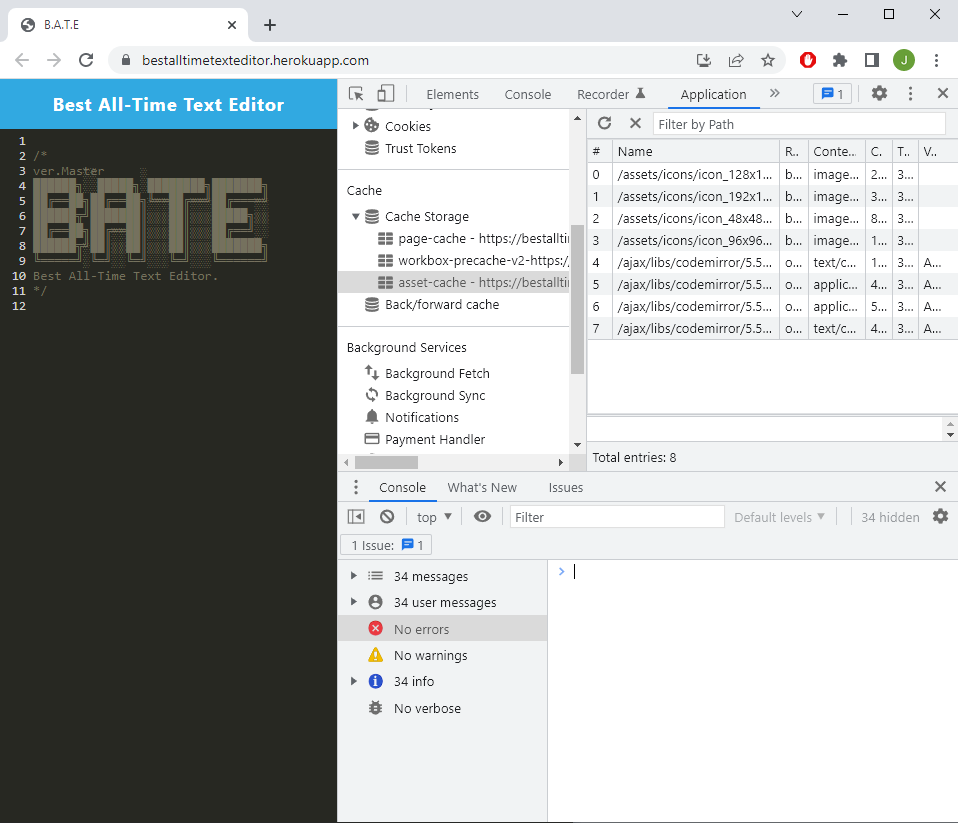 B.A.T.E
bestalltimetexteditor.herokuapp.com
J
Best All-Time Text Editor
1
2 /*
3 ver.Master
4
5
6
7
8
9
BATE
10 Best All-Time Text Editor.
11 */
12
Elements Console Recorder Application » 1
Cookies
Trust Tokens
Cache
Cache Storage
page-cache - https://bestallti
workbox-precache-v2-https:/
asset-cache - https://bestallti
Back/forward cache
Background Services
Background Fetch
Background Sync
Notifications
Payment Handler
Filter by Path
# Name R.. Conte... C. T.. V..
0 /assets/icons/icon_128x1... b... image... 2... 3...
1 /assets/icons/icon_192x1... b... image... 3... 3...
2 /assets/icons/icon_48x48... b... image... 8... 3...
3 /assets/icons/icon_96x96... b... image... 1... 3...
4 /ajax/libs/codemirror/5.5... o... text/c... 1... 3... A...
5 /ajax/libs/codemirror/5.5... o... applic... 4... 3... A...
6 /ajax/libs/codemirror/5.5... o... applic... 5... 3... A...
7 /ajax/libs/codemirror/5.5... o... text/c... 4... 3... A...
Total entries: 8
Console What's New Issues
top Filter Default levels 34 hidden
1 Issue: 1
34 messages
34 user messages
No errors
No warnings
34 info
No verbose